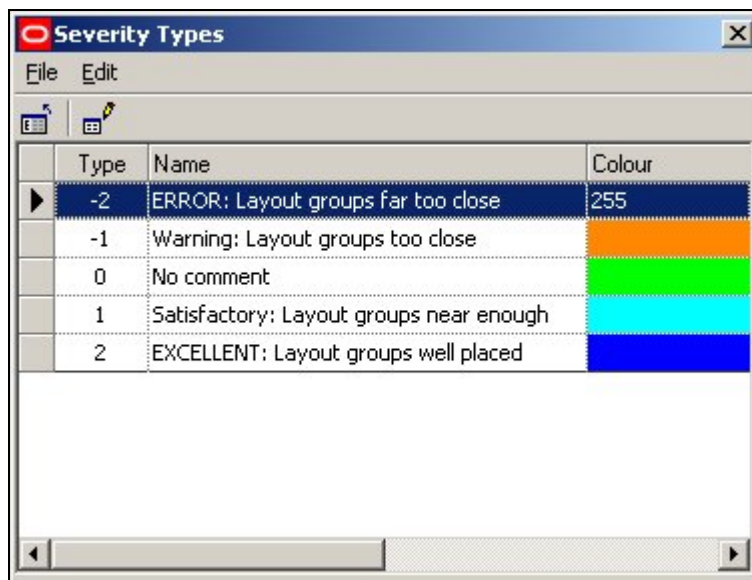 Severity Types
File Edit
Type Name Colour
-2 ERROR: Layout groups far too close 255
-1 Warning: Layout groups too close
0 No comment
1 Satisfactory: Layout groups near enough
2 EXCELLENT: Layout groups well placed